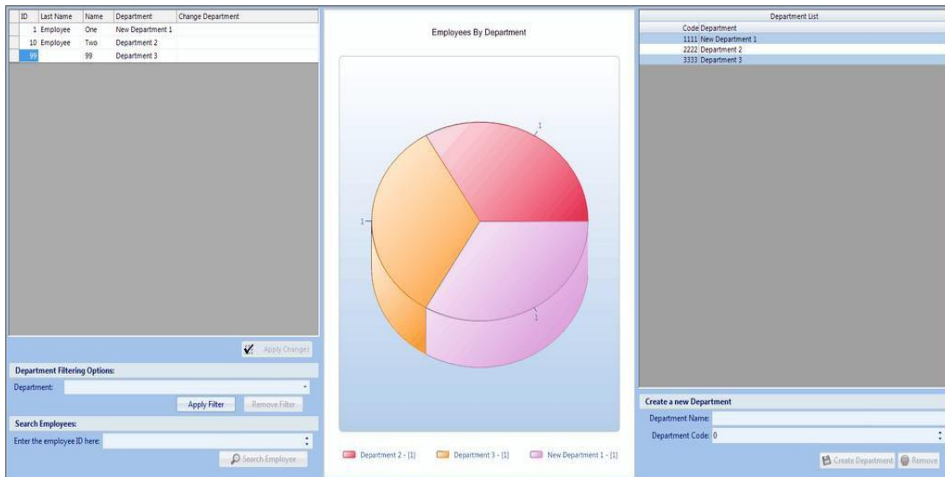 ID Last Name Name Department Change Department
1 Employee One New Department 1
10 Employee Two Department 2
99 99 Department 3
Apply Changes
Department Filtering Options:
Department:
Apply Filter Remove Filter
Search Employees:
Enter the employee ID here:
Search Employee
Employees By Department
1
1
1
Department 2 - [1] Department 3 - [1] New Department 1 - [1]
Department List
Code Department
1111 New Department 1
2222 Department 2
3333 Department 3
Create a new Department
Department Name:
Department Code: 0
Create Department Remove